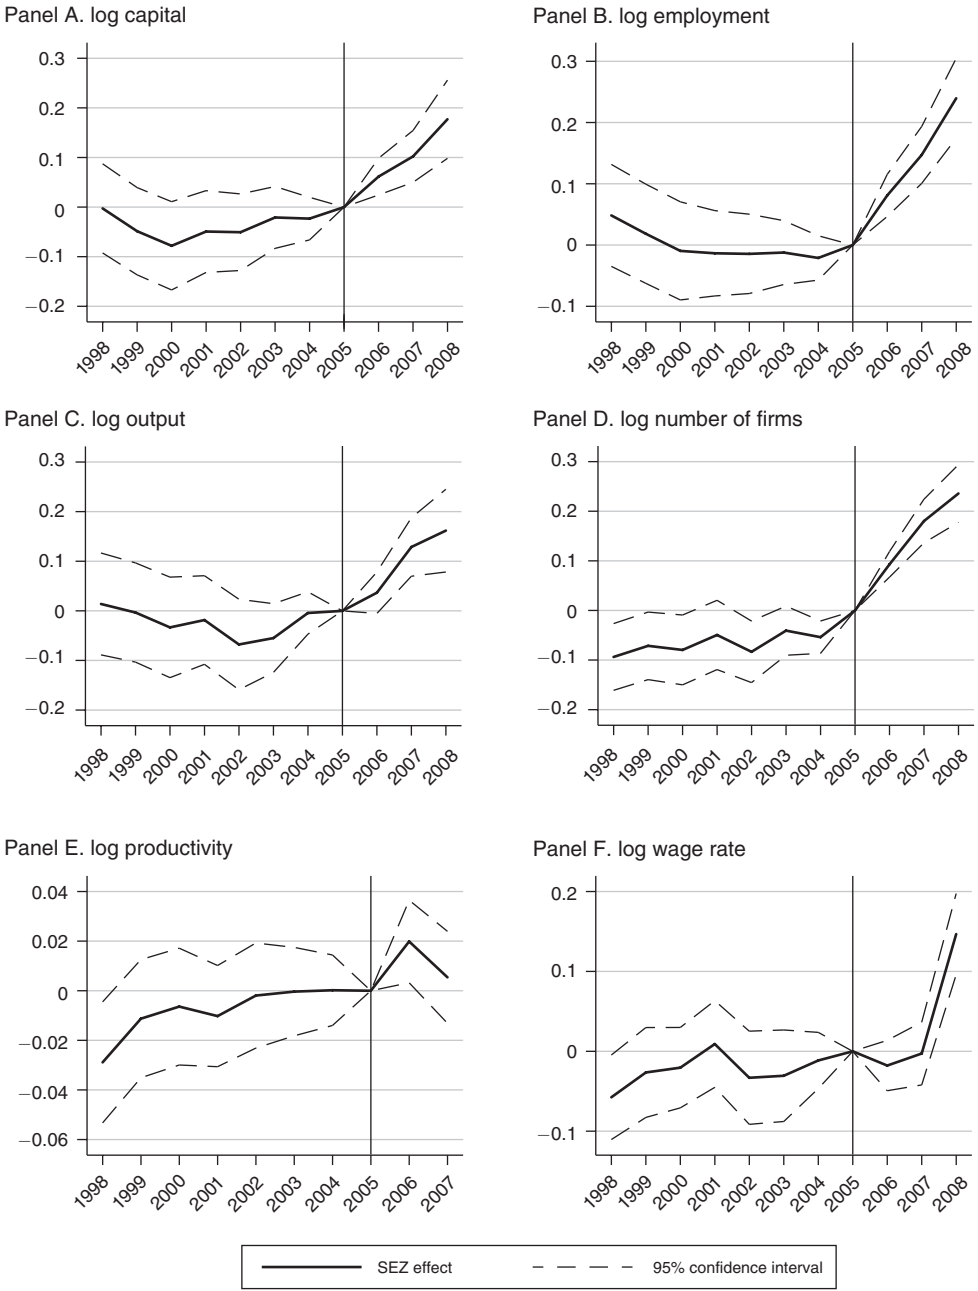 Panel A. log capital
0.3
0.2
0.1
0
−0.1
−0.2
1998 1999 2000 2001 2002 2003 2004 2005 2006 2007 2008
Panel B. log employment
0.3
0.2
0.1
0
−0.1
1998 1999 2000 2001 2002 2003 2004 2005 2006 2007 2008
Panel C. log output
0.3
0.2
0.1
0
−0.1
−0.2
1998 1999 2000 2001 2002 2003 2004 2005 2006 2007 2008
Panel D. log number of firms
0.3
0.2
0.1
0
−0.1
−0.2
1998 1999 2000 2001 2002 2003 2004 2005 2006 2007 2008
Panel E. log productivity
0.04
0.02
0
−0.02
−0.04
−0.06
1998 1999 2000 2001 2002 2003 2004 2005 2006 2007
Panel F. log wage rate
0.2
0.1
0
−0.1
1998 1999 2000 2001 2002 2003 2004 2005 2006 2007 2008
SEZ effect
95% confidence interval